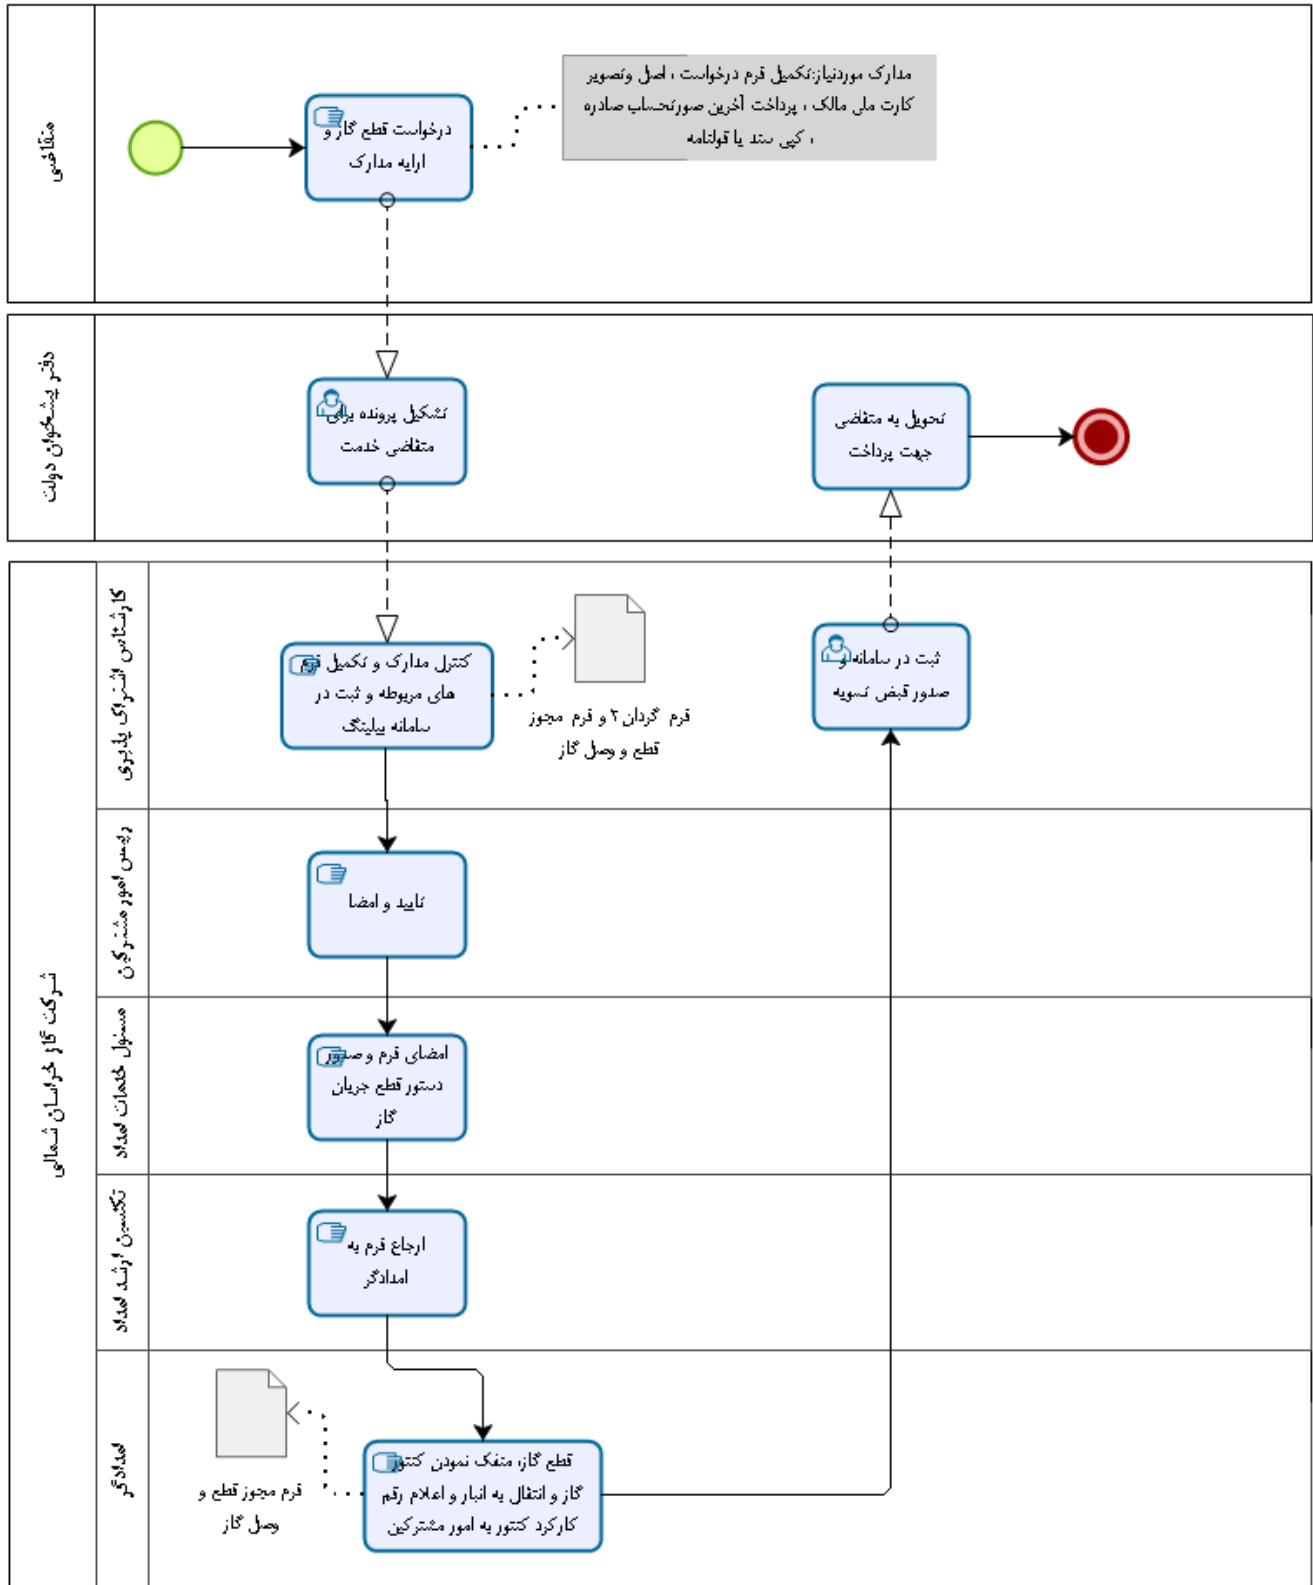 متقاضی
درخواست قطع گاز و
ارایه مدارک
مدارک موردنیاز:تکمیل فرم درخواست ، اصل وتصویر
کارت ملی مالک ، پرداخت آخرین صورتحساب صادره
، کپی سند یا قولنامه
دفتر پیشخوان دولت
تشکیل پرونده برای
متقاضی خدمت
تحویل به متقاضی
جهت پرداخت
شرکت گاز خراسان شمالی
کارشناس اشتراک پذیری
کنترل مدارک و تکمیل فرم
های مربوطه و ثبت در
سامانه بیلینگ
فرم گردان ۲ و فرم مجوز
قطع و وصل گاز
ثبت در سامانه و
صدور قبض تسویه
رییس امور مشترکین
تایید و امضا
مسئول خدمات امداد
امضای فرم و صدور
دستور قطع جریان
گاز
تکنسین ارشد امداد
ارجاع فرم به
امدادگر
امدادگر
قطع گاز، منفک نمودن کنتور
گاز و انتقال به انبار و اعلام رقم
کارکرد کنتور به امور مشترکین
فرم مجوز قطع و
وصل گاز